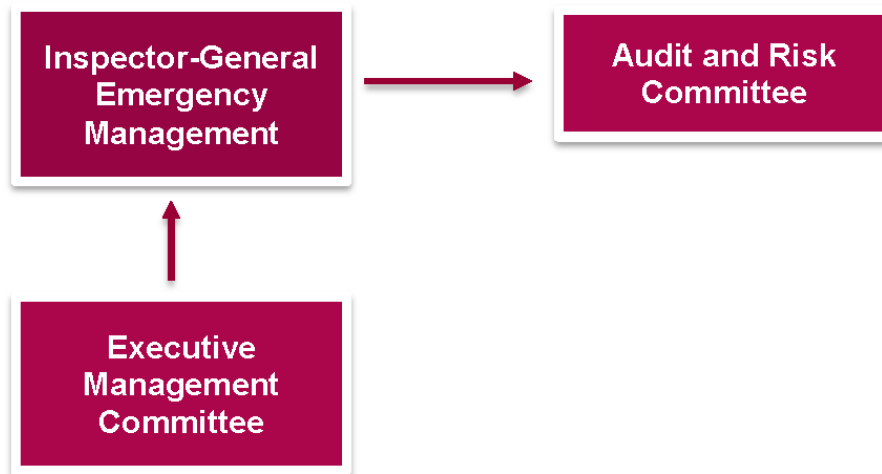 Inspector-General
Emergency
Management
Audit and Risk
Committee
Executive
Management
Committee